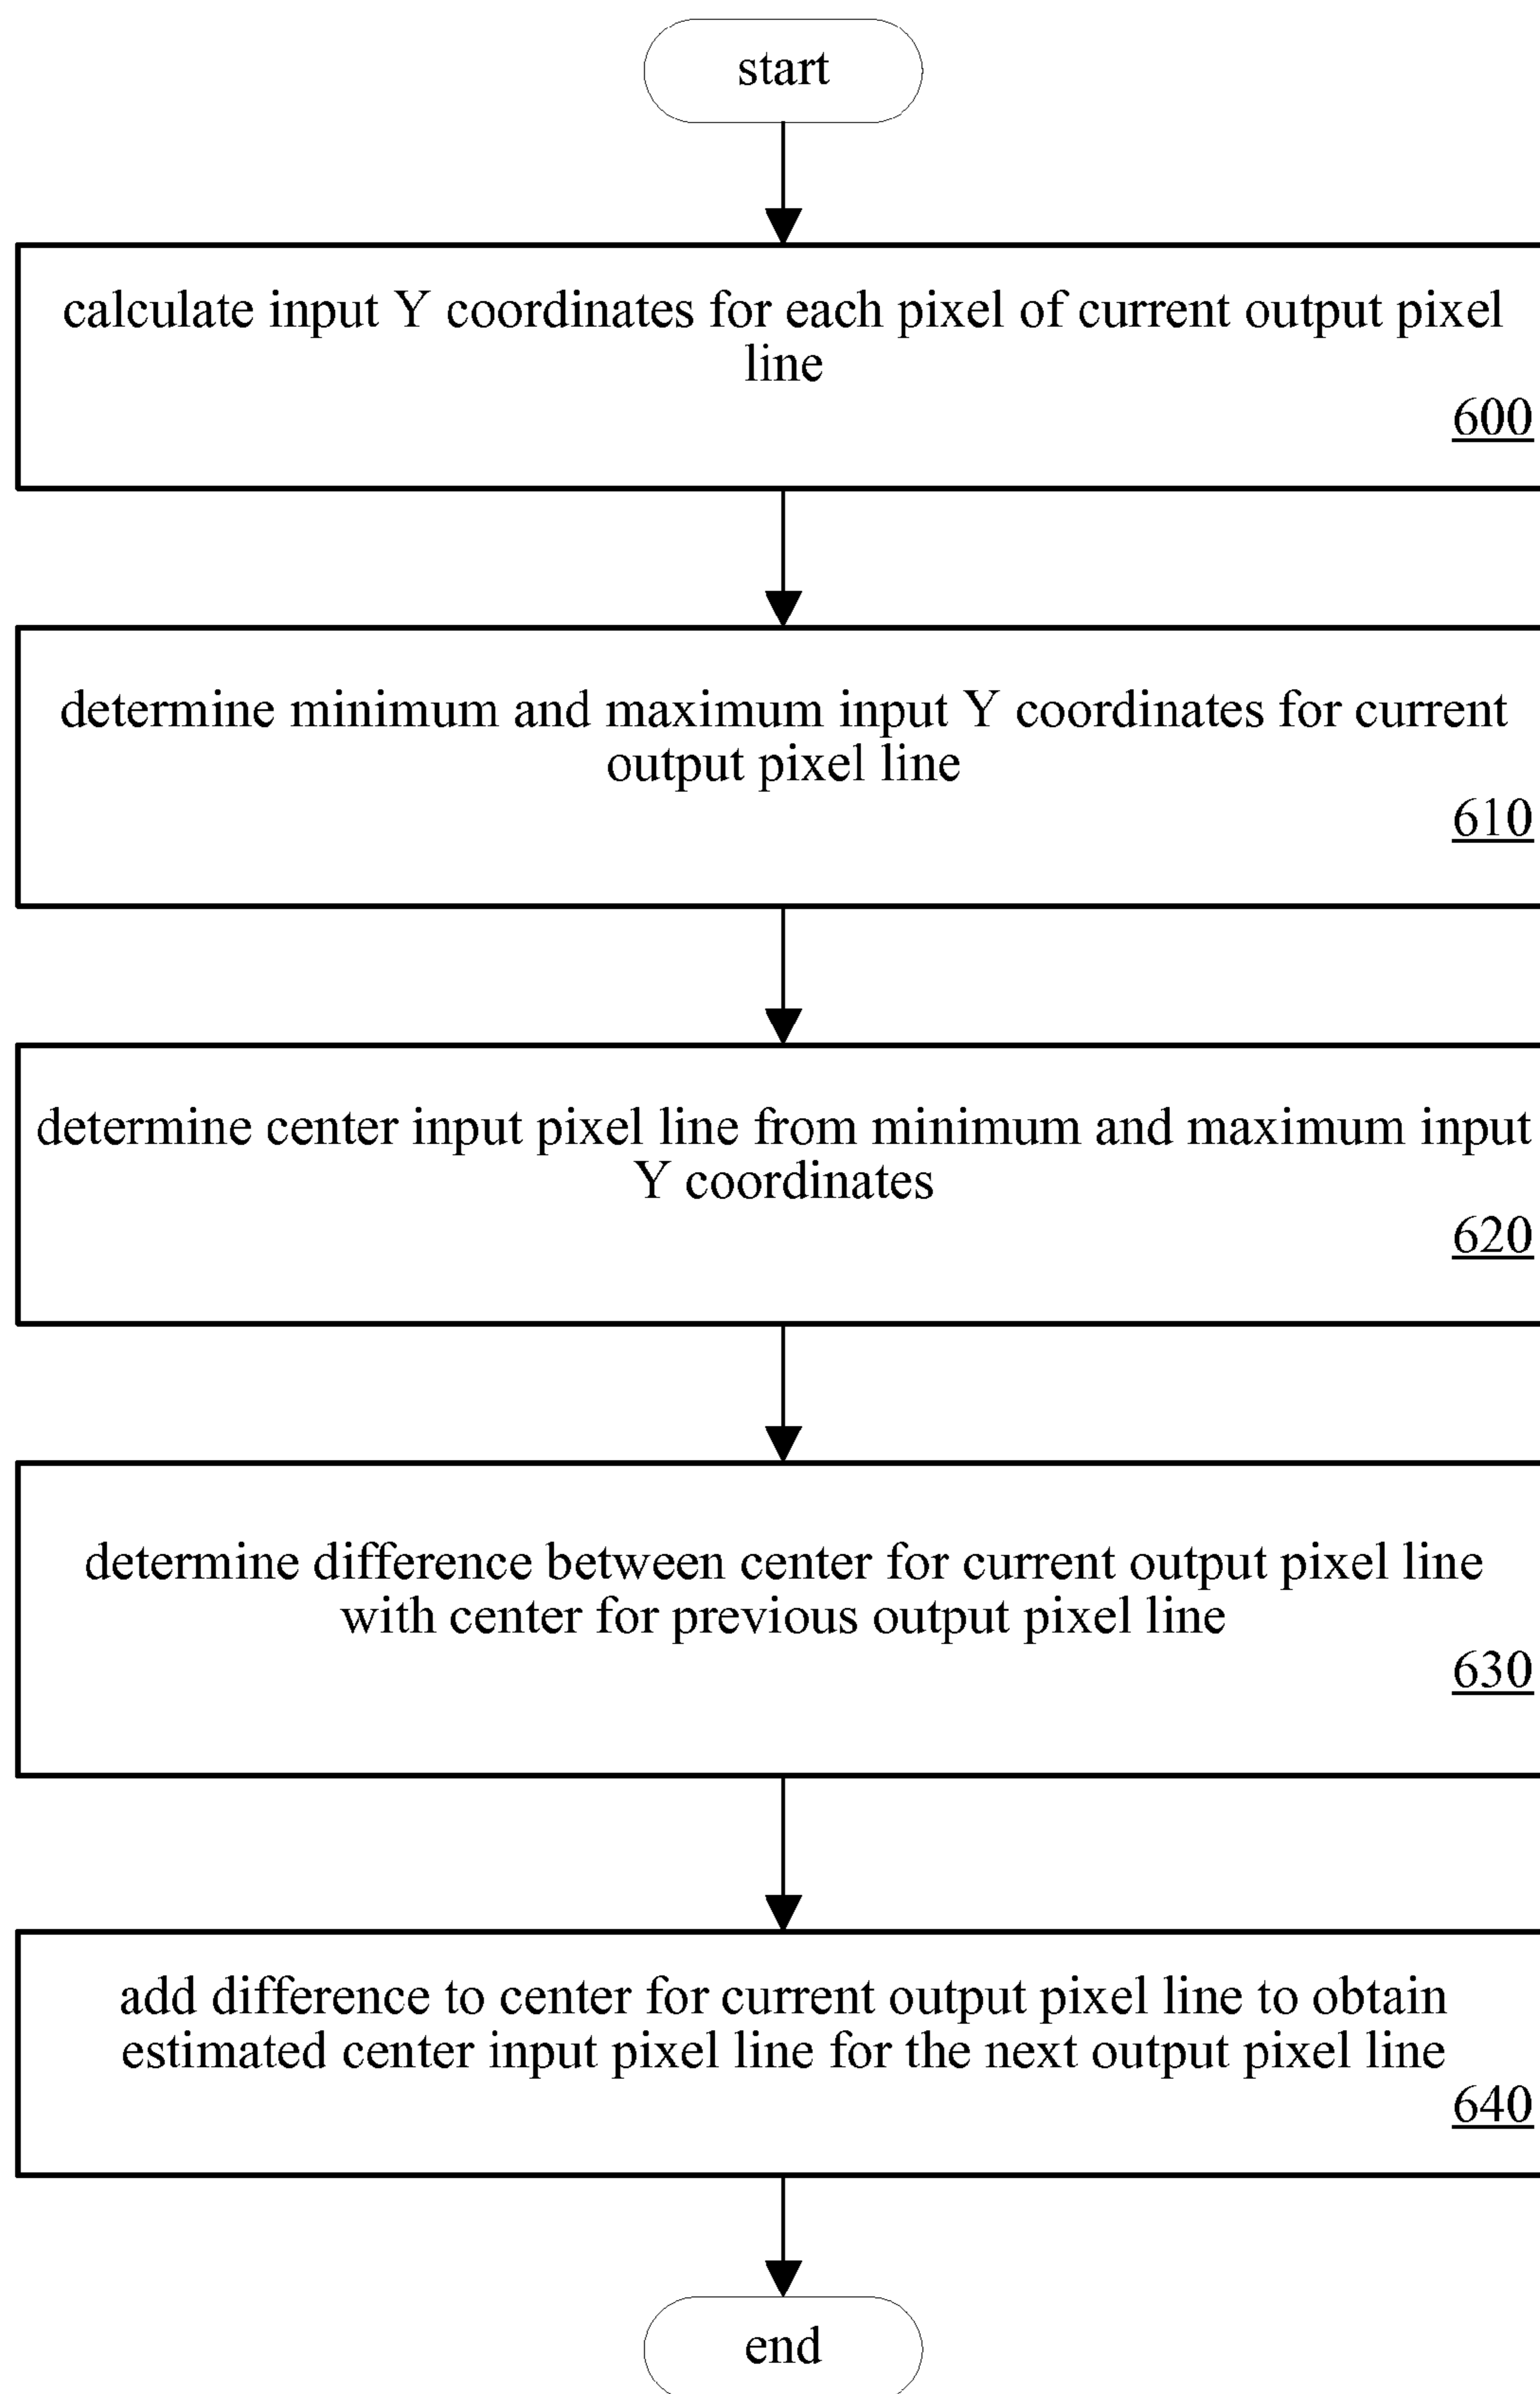 start
calculate input Y coordinates for each pixel of current output pixel
line
600
determine minimum and maximum input Y coordinates for current
output pixel line
610
determine center input pixel line from minimum and maximum input
Y coordinates
620
determine difference between center for current output pixel line
with center for previous output pixel line
630
add difference to center for current output pixel line to obtain
estimated center input pixel line for the next output pixel line
640
end